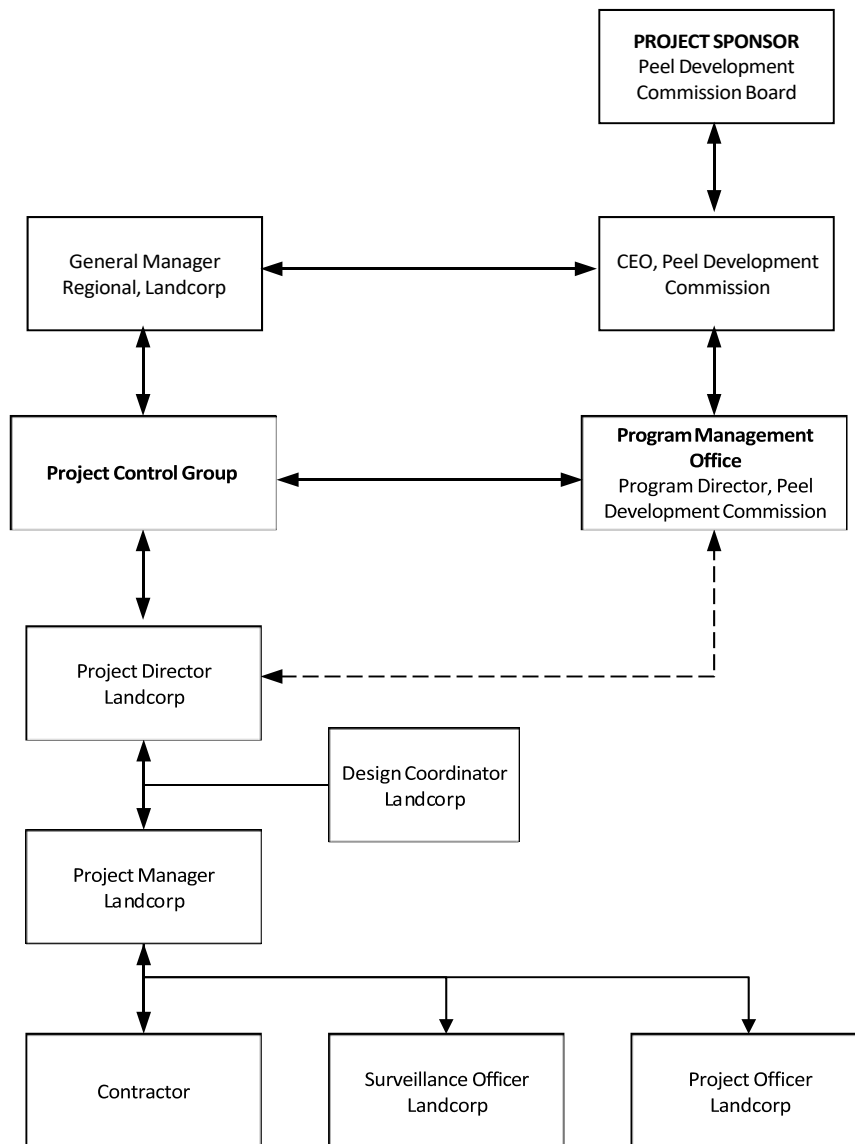 PROJECT SPONSOR
Peel Development
Commission Board
General Manager
Regional, Landcorp
CEO, Peel Development
Commission
Project Control Group
Program Management
Office
Program Director, Peel
Development Commission
Project Director
Landcorp
Design Coordinator
Landcorp
Project Manager
Landcorp
Contractor
Surveillance Officer
Landcorp
Project Officer
Landcorp